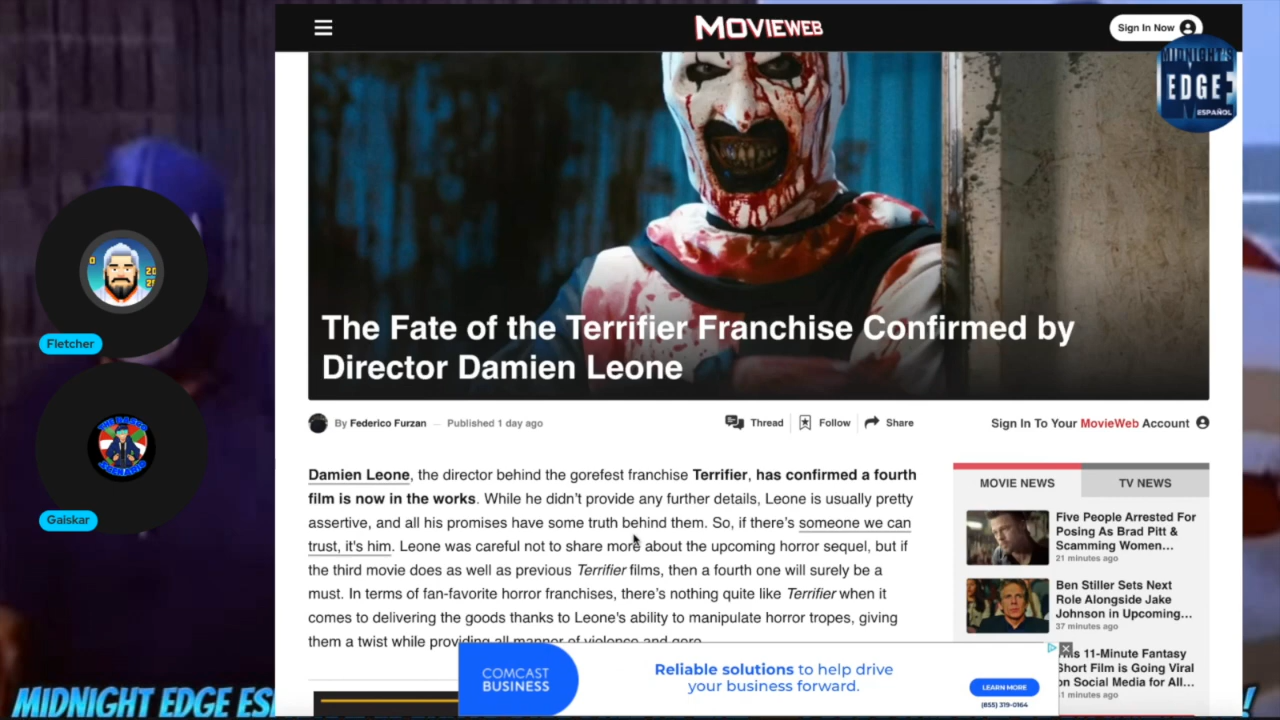 MOVIEWEB
Sign In Now
MIDNIGHT'S
EDGE
ESPAÑOL
The Fate of the Terrifier Franchise Confirmed by
Director Damien Leone
By Federico Furzan — Published 1 day ago
Thread
Follow
Share
Sign In To Your MovieWeb Account
Damien Leone, the director behind the gorefest franchise Terrifier, has confirmed a fourth
film is now in the works. While he didn't provide any further details, Leone is usually pretty
assertive, and all his promises have some truth behind them. So, if there's someone we can
trust, it's him. Leone was careful not to share more about the upcoming horror sequel, but if
the third movie does as well as previous Terrifier films, then a fourth one will surely be a
must. In terms of fan-favorite horror franchises, there's nothing quite like Terrifier when it
comes to delivering the goods thanks to Leone's ability to manipulate horror tropes, giving
them a twist while providing all manner of violence and gore.
MOVIE NEWS
TV NEWS
Five People Arrested For
Posing As Brad Pitt &
Scamming Women...
21 minutes ago
Ben Stiller Sets Next
Role Alongside Jake
Johnson in Upcoming...
37 minutes ago
11-Minute Fantasy
Short Film is Going Viral
on Social Media for All...
minutes ago
COMCAST
BUSINESS
Reliable solutions to help drive
your business forward.
LEARN MORE
(855) 319-0164
Fletcher
Gaiskar
MIDNIGHT EDGE ES